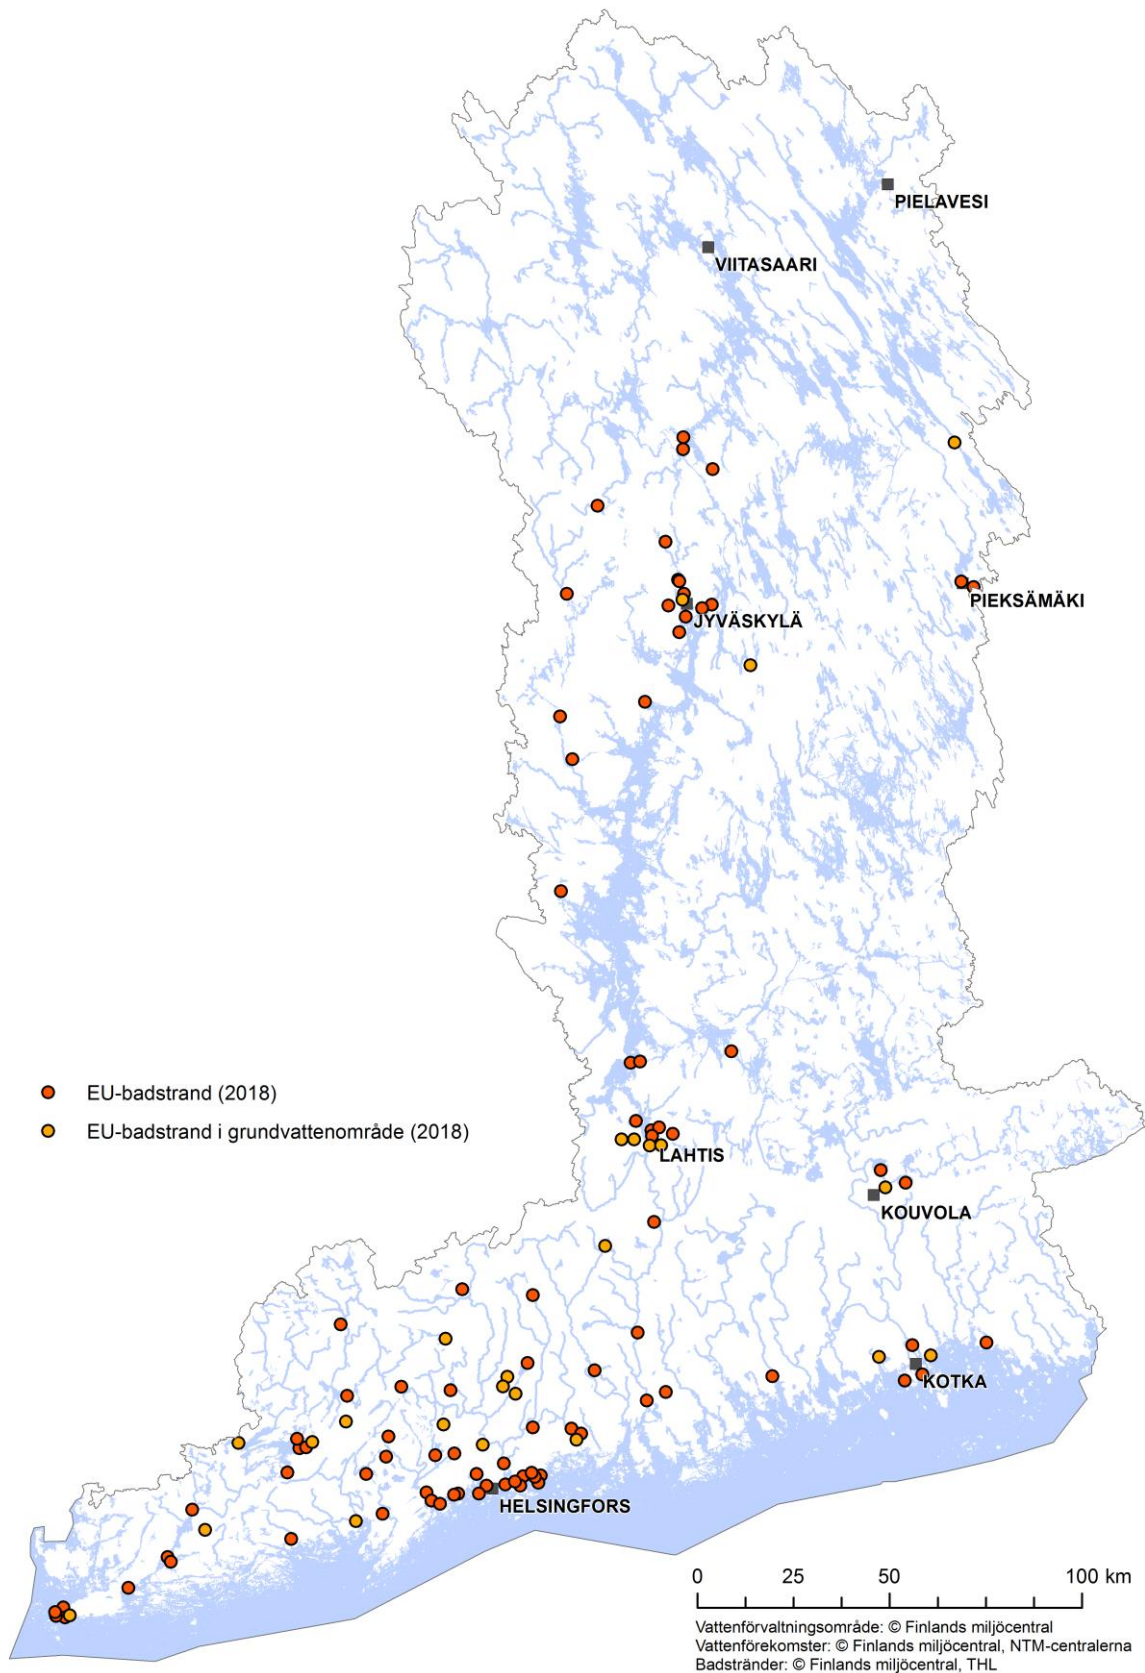 PIELAVESI
VIITASAARI
PIEKSÄMÄKI
JYVÄSKYLÄ
EU-badstrand (2018)
EU-badstrand i grundvattenområde (2018)
LAHTIS
KOUVOLA
KOTKA
HELSINGFORS
0 25 50 100 km
Vattenförvaltningsområde: © Finlands miljöcentral
Vattenförekomster: © Finlands miljöcentral, NTM-centralerna
Badstränder: © Finlands miljöcentral, THL